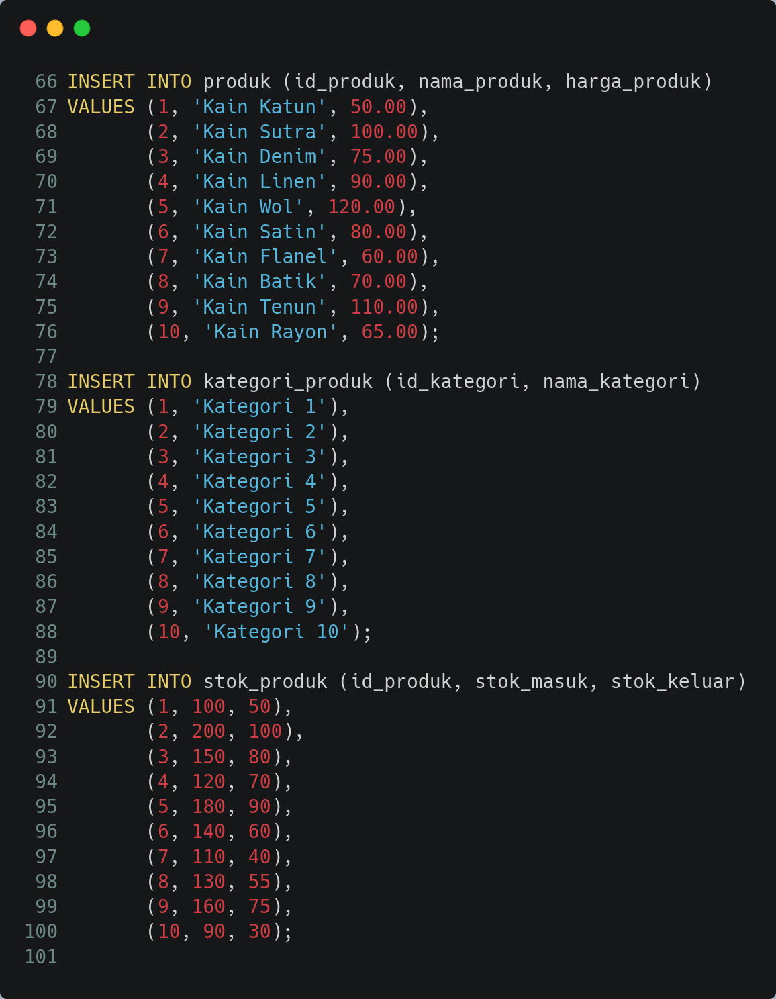 66 INSERT INTO produk (id_produk, nama_produk, harga_produk)
67 VALUES (1, 'Kain Katun', 50.00),
68        (2, 'Kain Sutra', 100.00),
69        (3, 'Kain Denim', 75.00),
70        (4, 'Kain Linen', 90.00),
71        (5, 'Kain Wol', 120.00),
72        (6, 'Kain Satin', 80.00),
73        (7, 'Kain Flanel', 60.00),
74        (8, 'Kain Batik', 70.00),
75        (9, 'Kain Tenun', 110.00),
76        (10, 'Kain Rayon', 65.00);
77
78 INSERT INTO kategori_produk (id_kategori, nama_kategori)
79 VALUES (1, 'Kategori 1'),
80        (2, 'Kategori 2'),
81        (3, 'Kategori 3'),
82        (4, 'Kategori 4'),
83        (5, 'Kategori 5'),
84        (6, 'Kategori 6'),
85        (7, 'Kategori 7'),
86        (8, 'Kategori 8'),
87        (9, 'Kategori 9'),
88        (10, 'Kategori 10');
89
90 INSERT INTO stok_produk (id_produk, stok_masuk, stok_keluar)
91 VALUES (1, 100, 50),
92        (2, 200, 100),
93        (3, 150, 80),
94        (4, 120, 70),
95        (5, 180, 90),
96        (6, 140, 60),
97        (7, 110, 40),
98        (8, 130, 55),
99        (9, 160, 75),
100        (10, 90, 30);
101